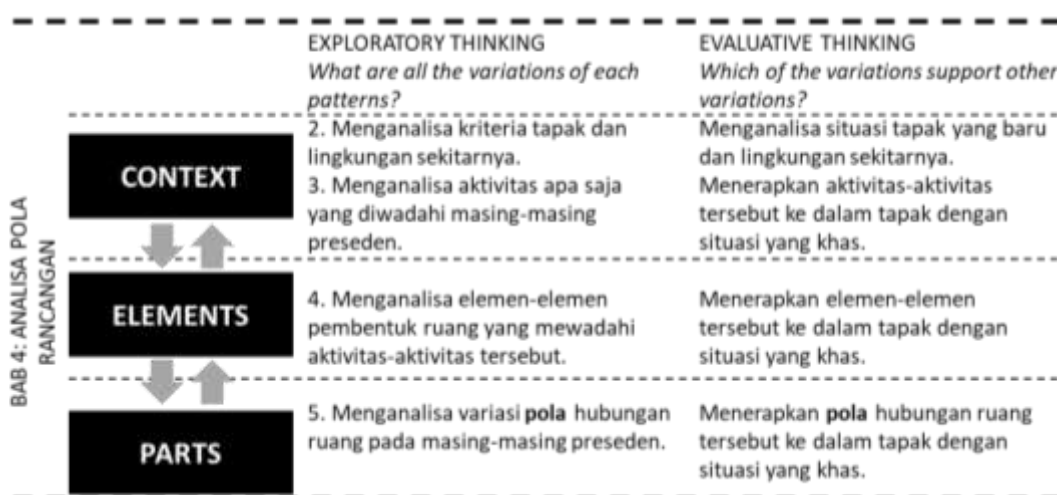 EXPLORATORY THINKING
What are all the variations of each
patterns?
EVALUATIVE THINKING
Which of the variations support other
variations?
BAB 4: ANALISA POLA
RANCANGAN
CONTEXT
2. Menganalisa kriteria tapak dan
lingkungan sekitarnya.
3. Menganalisa aktivitas apa saja
yang diwadahi masing-masing
preseden.
Menganalisa situasi tapak yang baru
dan lingkungan sekitarnya.
Menerapkan aktivitas-aktivitas
tersebut ke dalam tapak dengan
situasi yang khas.
ELEMENTS
4. Menganalisa elemen-elemen
pembentuk ruang yang mewadahi
aktivitas-aktivitas tersebut.
Menerapkan elemen-elemen
tersebut ke dalam tapak dengan
situasi yang khas.
PARTS
5. Menganalisa variasi pola hubungan
ruang pada masing-masing preseden.
Menerapkan pola hubungan ruang
tersebut ke dalam tapak dengan
situasi yang khas.